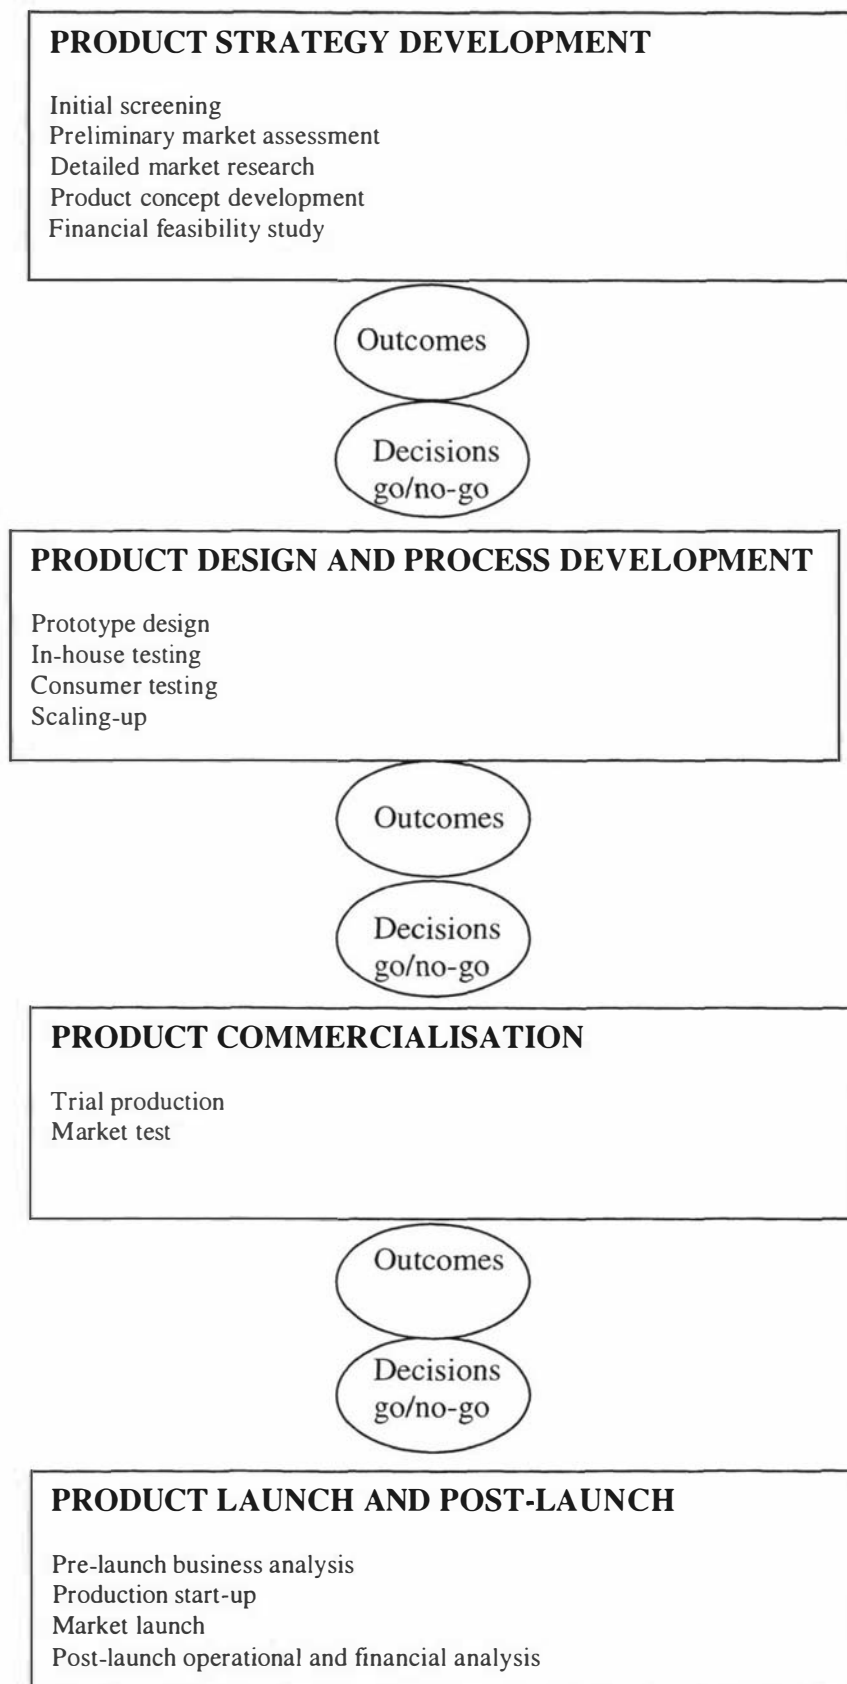 PRODUCT STRATEGY DEVELOPMENT
Initial screening
Preliminary market assessment
Detailed market research
Product concept development
Financial feasibility study
Outcomes
Decisions
go/no-go
PRODUCT DESIGN AND PROCESS DEVELOPMENT
Prototype design
In-house testing
Consumer testing
Scaling-up
Outcomes
Decisions
go/no-go
PRODUCT COMMERCIALISATION
Trial production
Market test
Outcomes
Decisions
go/no-go
PRODUCT LAUNCH AND POST-LAUNCH
Pre-launch business analysis
Production start-up
Market launch
Post-launch operational and financial analysis